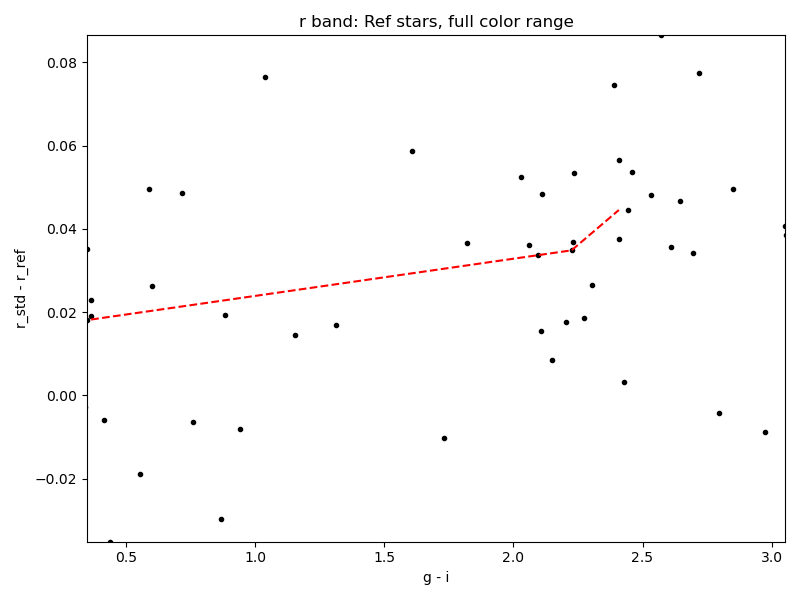 r band: Ref stars, full color range
0.08
0.06
0.04
0.02
0.00
−0.02
r_std - r_ref
0.5 1.0 1.5 2.0 2.5 3.0
g - i